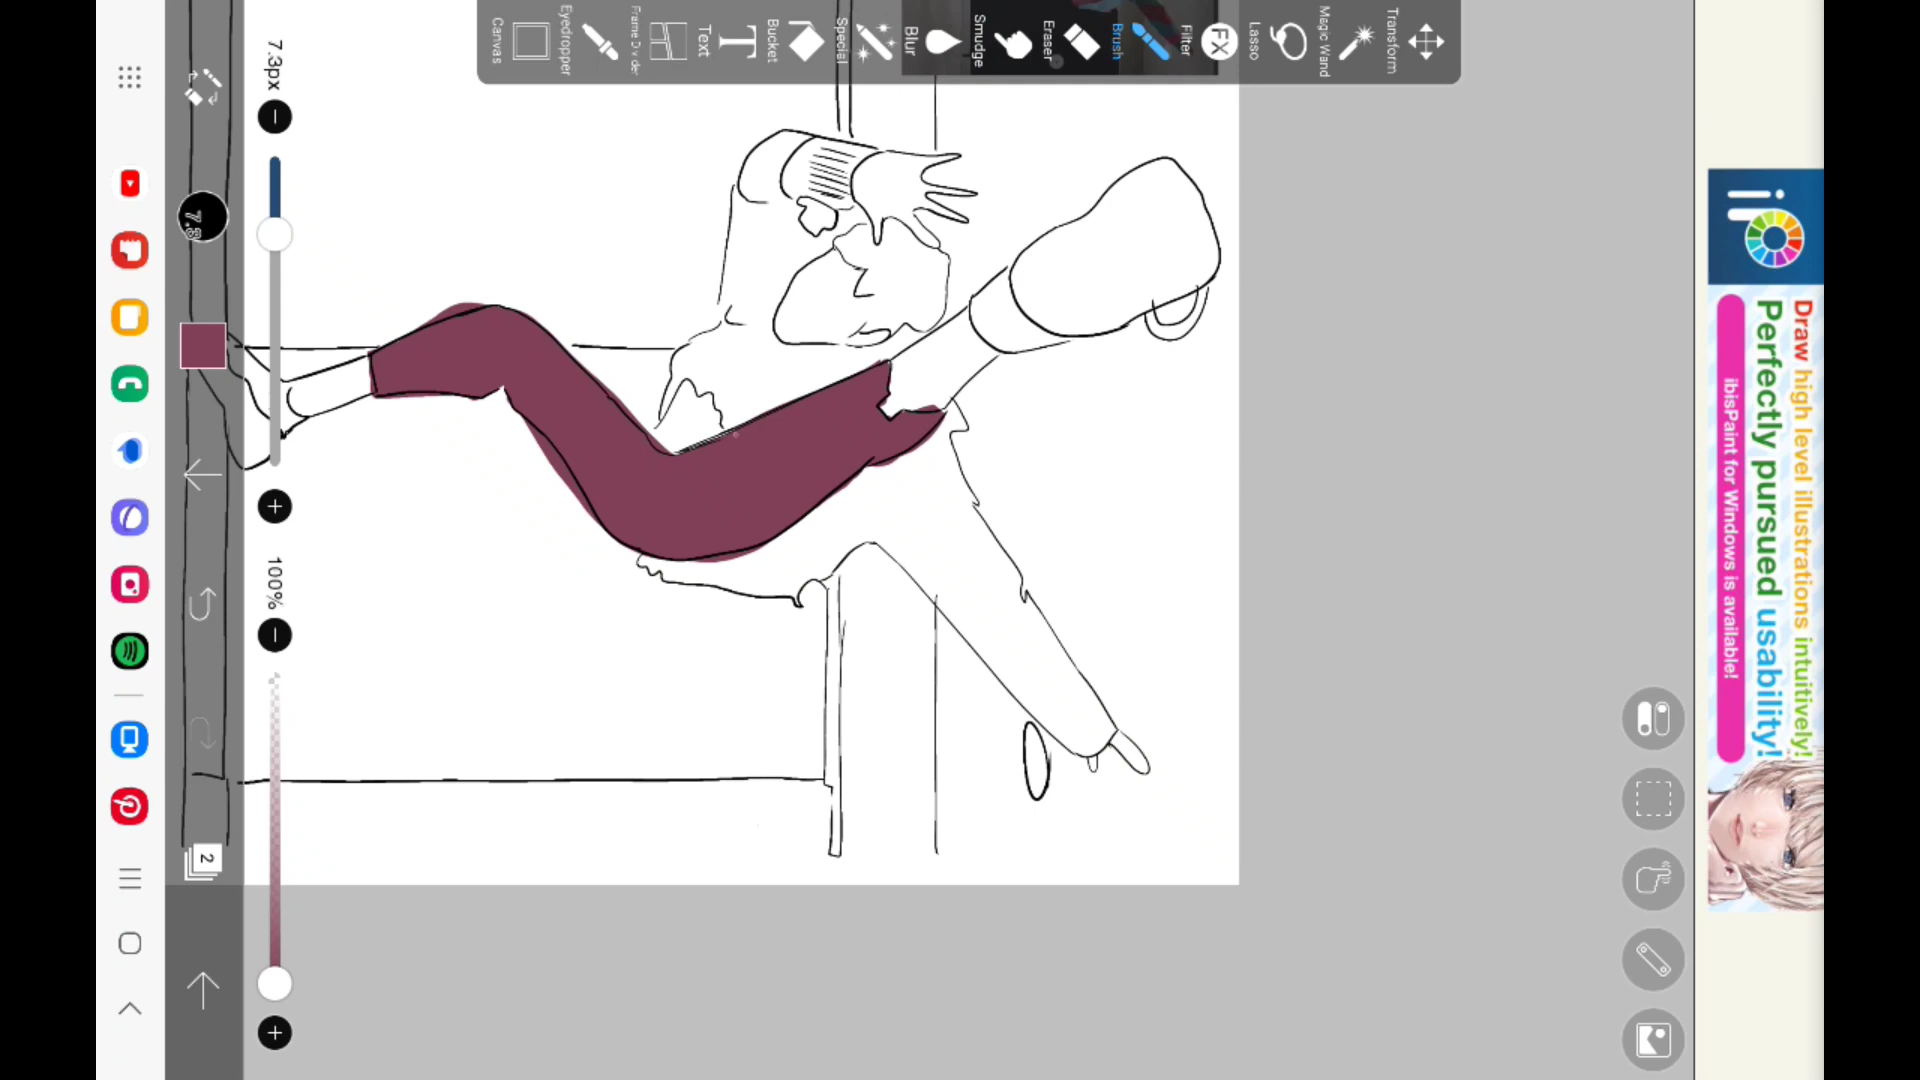 Transform
Magic Wand
Lasso
FX
Filter
Brush
Eraser
Smudge
Blur
Special
Bucket
Text
Frame Divider
Eyedropper
Canvas
7.3px
7.3
100%
2
Draw high level illustrations intuitively!
Perfectly pursued usability!
ibisPaint for Windows is available!